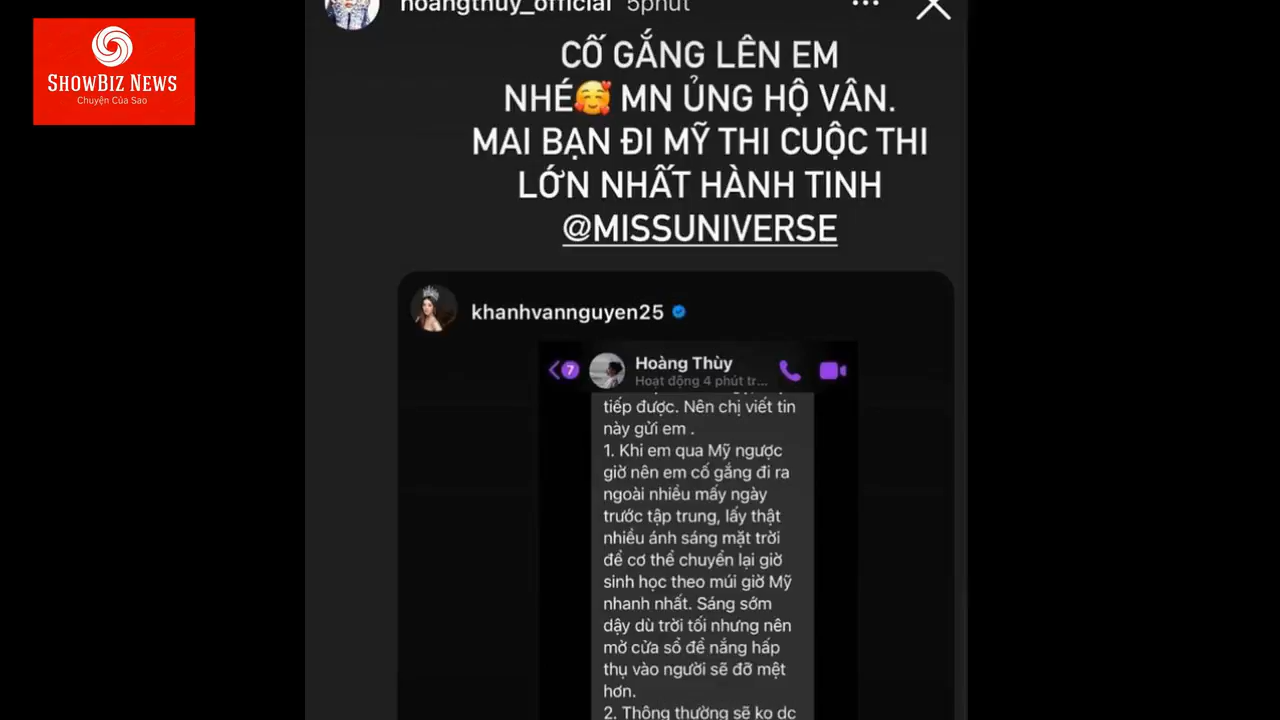 SHOWBIZ NEWS
Chuyện Của Sao
hoangthuy_official 5phút
CỐ GẮNG LÊN EM
NHÉ🥰 MN ỦNG HỘ VÂN.
MAI BẠN ĐI MỸ THI CUỘC THI
LỚN NHẤT HÀNH TINH
@MISSUNIVERSE
khanhvannguyen25
7
Hoàng Thùy
Hoạt động 4 phút tr...
tiếp được. Nên chị viết tin
này gửi em .
1. Khi em qua Mỹ ngược
giờ nên em cố gắng đi ra
ngoài nhiều mấy ngày
trước tập trung, lấy thật
nhiều ánh sáng mặt trời
để cơ thể chuyển lại giờ
sinh học theo múi giờ Mỹ
nhanh nhất. Sáng sớm
dậy dù trời tối nhưng nên
mở cửa sổ để nắng hấp
thụ vào người sẽ đỡ mệt
hơn.
2. Thông thường sẽ ko dc